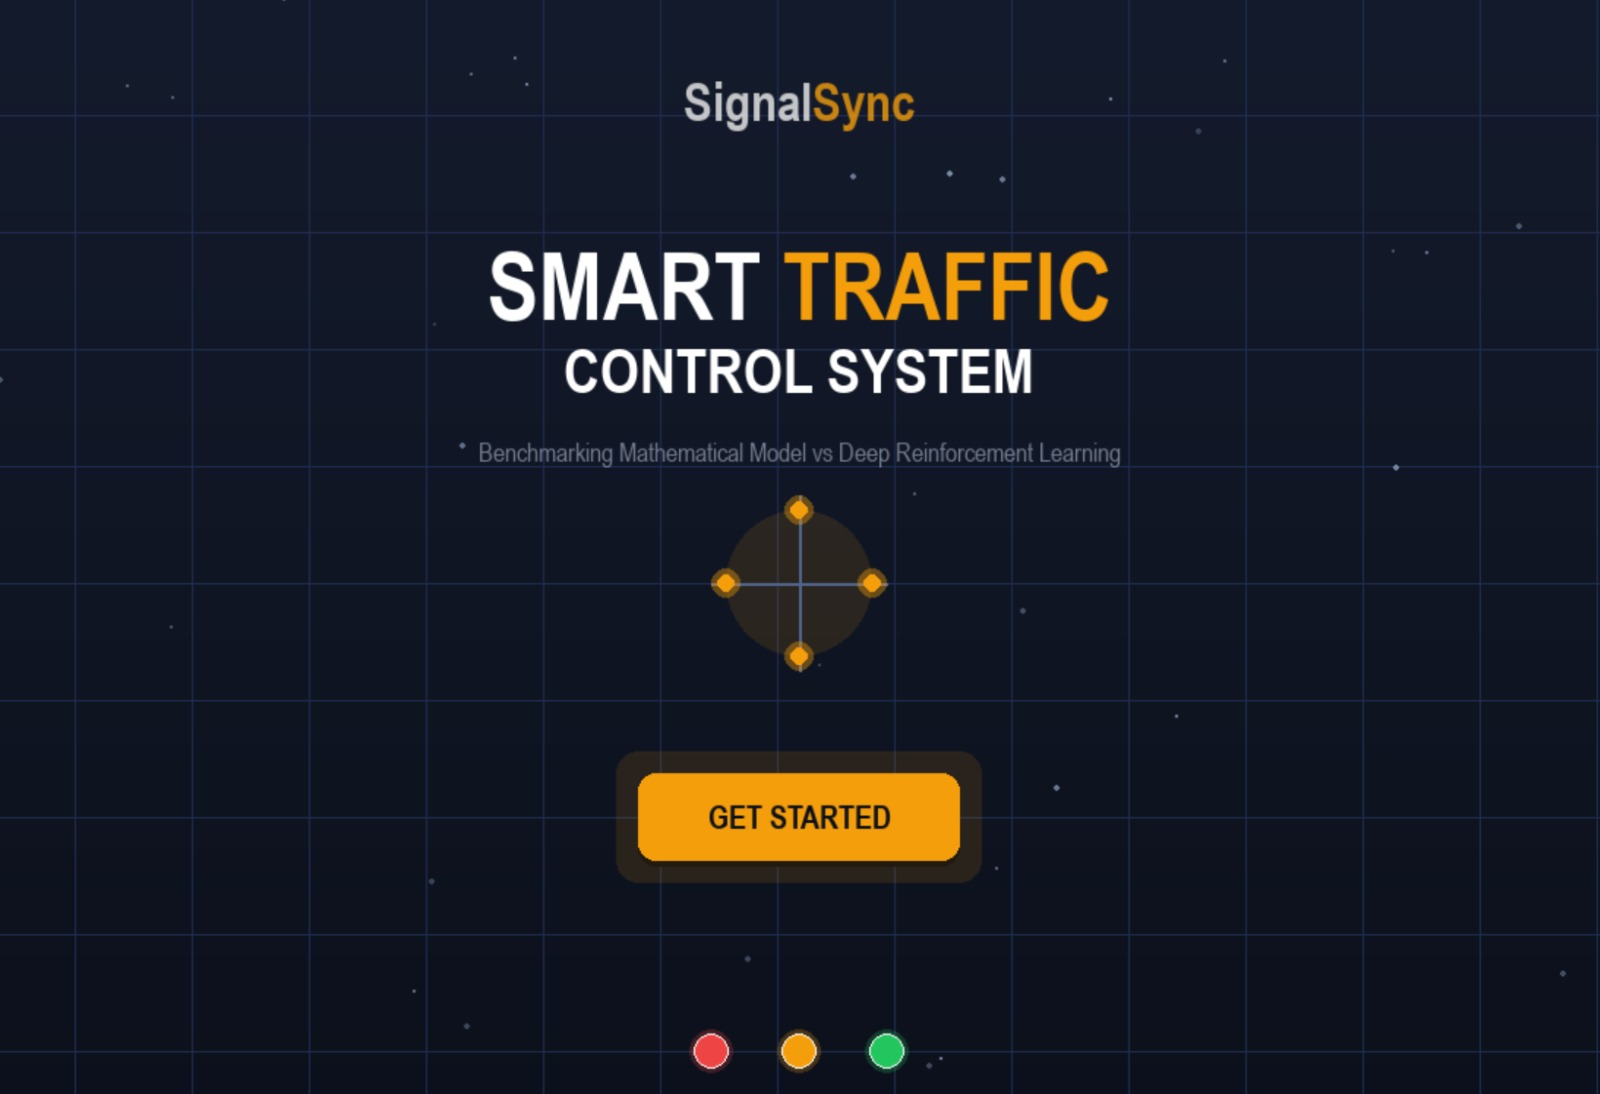 SignalSync
SMART TRAFFIC
CONTROL SYSTEM
Benchmarking Mathematical Model vs Deep Reinforcement Learning
GET STARTED